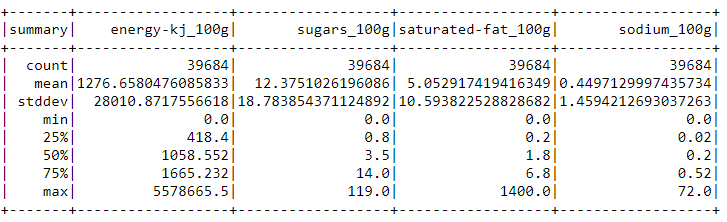 +-------+------------------+------------------+------------------+------------------+
|summary| energy-kj_100g| sugars_100g|saturated-fat_100g| sodium_100g|
+-------+------------------+------------------+------------------+------------------+
| count| 39684| 39684| 39684| 39684|
| mean|1276.6580476085833| 12.3751026196086| 5.052917419416349|0.4497129997435734|
| stddev| 28010.8717556618|18.783854371124892|10.593822528828682|1.4594212693037263|
| min| 0.0| 0.0| 0.0| 0.0|
| 25%| 418.4| 0.8| 0.2| 0.02|
| 50%| 1058.552| 3.5| 1.8| 0.2|
| 75%| 1665.232| 14.0| 6.8| 0.52|
| max| 5578665.5| 119.0| 1400.0| 72.0|
+-------+------------------+------------------+------------------+------------------+